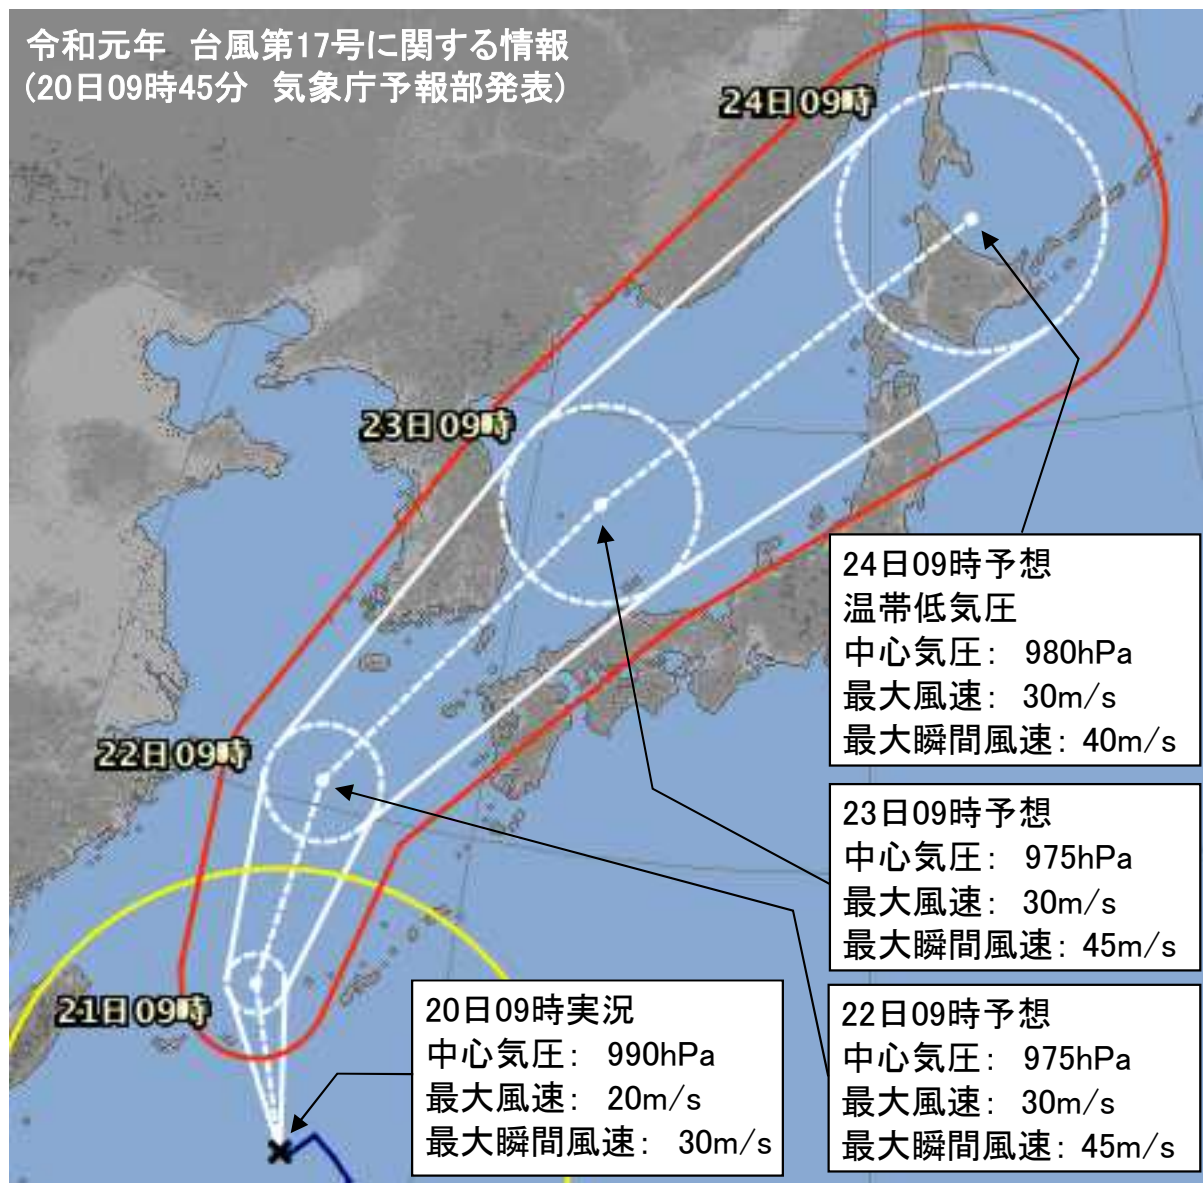 令和元年 台風第17号に関する情報
(20日09時45分 気象庁予報部発表)
24日09時
23日09時
22日09時
21日09時
24日09時予想
温帯低気圧
中心気圧: 980hPa
最大風速: 30m/s
最大瞬間風速: 40m/s
23日09時予想
中心気圧: 975hPa
最大風速: 30m/s
最大瞬間風速: 45m/s
20日09時実況
中心気圧: 990hPa
最大風速: 20m/s
最大瞬間風速: 30m/s
22日09時予想
中心気圧: 975hPa
最大風速: 30m/s
最大瞬間風速: 45m/s